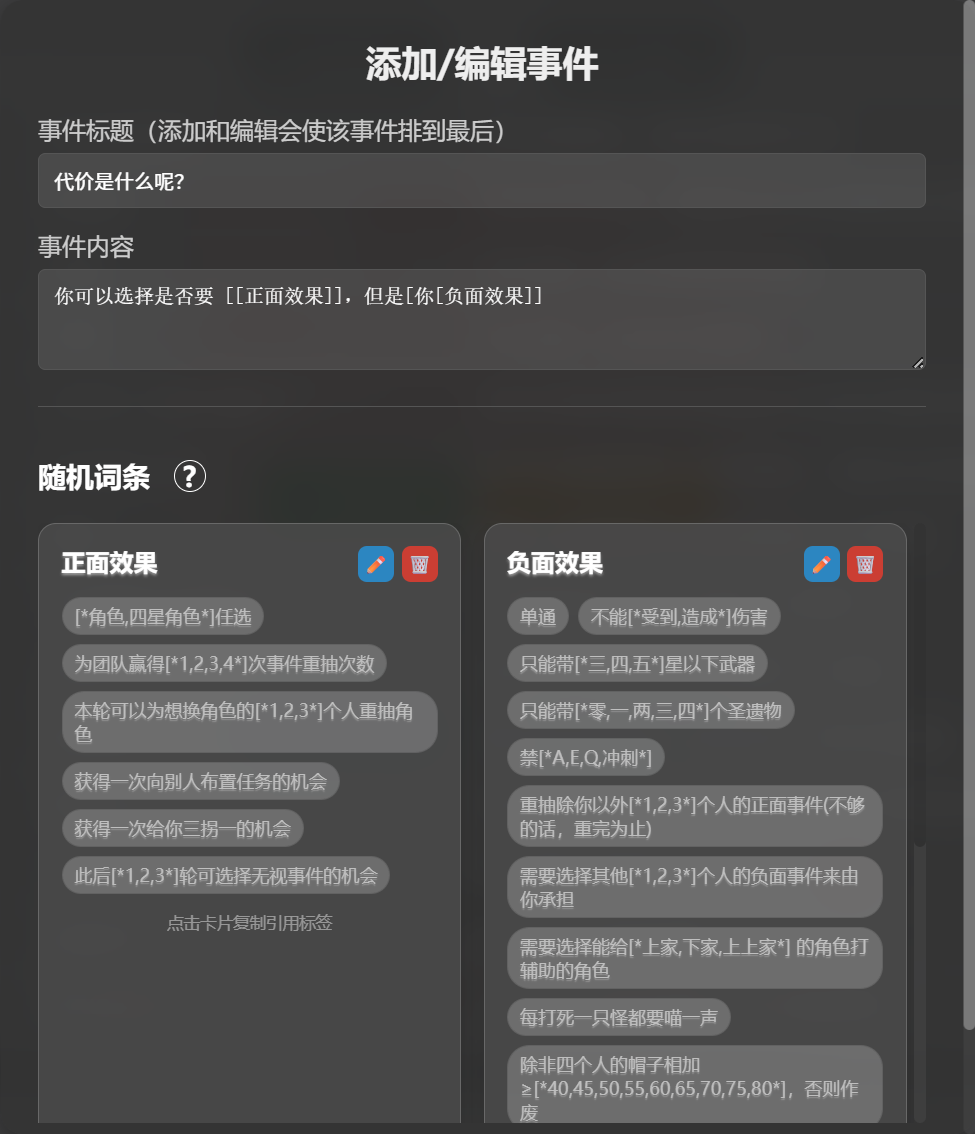 添加/编辑事件
事件标题（添加和编辑会使该事件排到最后）
代价是什么呢?
事件内容
你可以选择是否要 [[正面效果]]，但是[你[负面效果]]
随机词条 ?
正面效果
[*角色,四星角色*]任选
为团队赢得[*1,2,3,4*]次事件重抽次数
本轮可以为想换角色的[*1,2,3*]个人重抽角
色
获得一次向别人布置任务的机会
获得一次给你三拐一的机会
此后[*1,2,3*]轮可选择无视事件的机会
点击卡片复制引用标签
负面效果
单通 不能[*受到,造成*]伤害
只能带[*三,四,五*]星以下武器
只能带[*零,一,两,三,四*]个圣遗物
禁[*A,E,Q,冲刺*]
重抽除你以外[*1,2,3*]个人的正面事件(不够
的话，重完为止)
需要选择其他[*1,2,3*]个人的负面事件来由
你承担
需要选择能给[*上家,下家,上上家*] 的角色打
辅助的角色
每打死一只怪都要喵一声
除非四个人的帽子相加
≥[*40,45,50,55,60,65,70,75,80*]，否则作
废